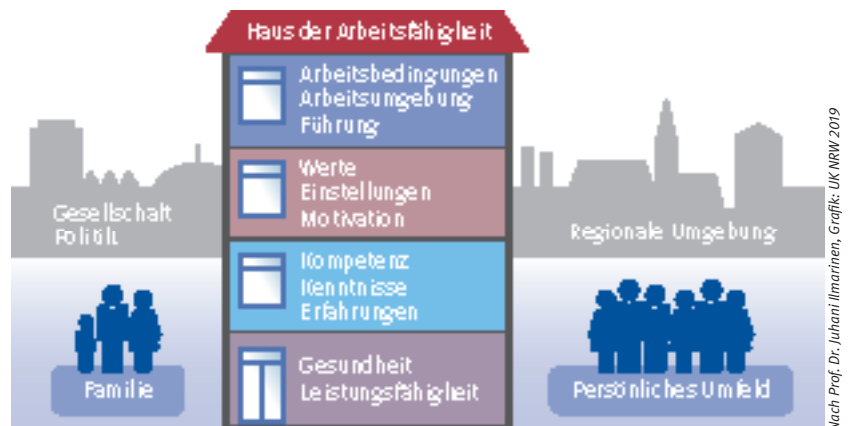 Haus der Arbeitsfähigkeit
Arbeitsbedingungen
Arbeitsumgebung
Führung
Werte
Einstellungen
Motivation
Kompetenz
Kenntnisse
Erfahrungen
Gesundheit
Leistungsfähigkeit
Gesellschaft
Politik
Regionale Umgebung
Familie
Persönliches Umfeld
Nach Prof. Dr. Juhani Ilmarinen, Grafik: UK NRW 2019